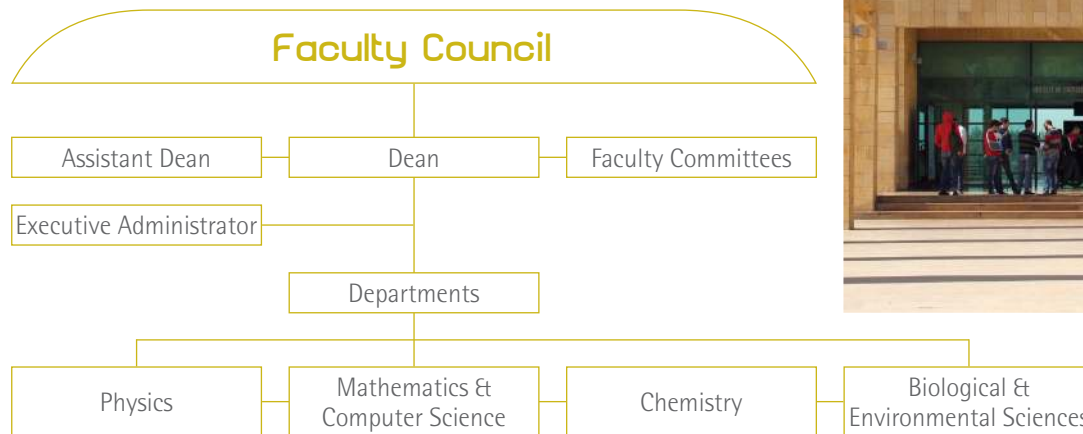 Faculty Council
Assistant Dean
Dean
Faculty Committees
Executive Administrator
Departments
Physics
Mathematics &
Computer Science
Chemistry
Biological &
Environmental Sciences